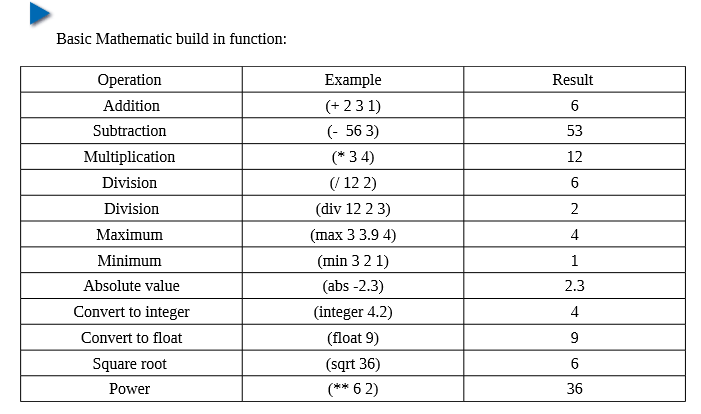 Basic Mathematic build in function:
Operation Example Result
Addition (+ 2 3 1) 6
Subtraction (- 56 3) 53
Multiplication (* 3 4) 12
Division (/ 12 2) 6
Division (div 12 2 3) 2
Maximum (max 3 3.9 4) 4
Minimum (min 3 2 1) 1
Absolute value (abs -2.3) 2.3
Convert to integer (integer 4.2) 4
Convert to float (float 9) 9
Square root (sqrt 36) 6
Power (** 6 2) 36